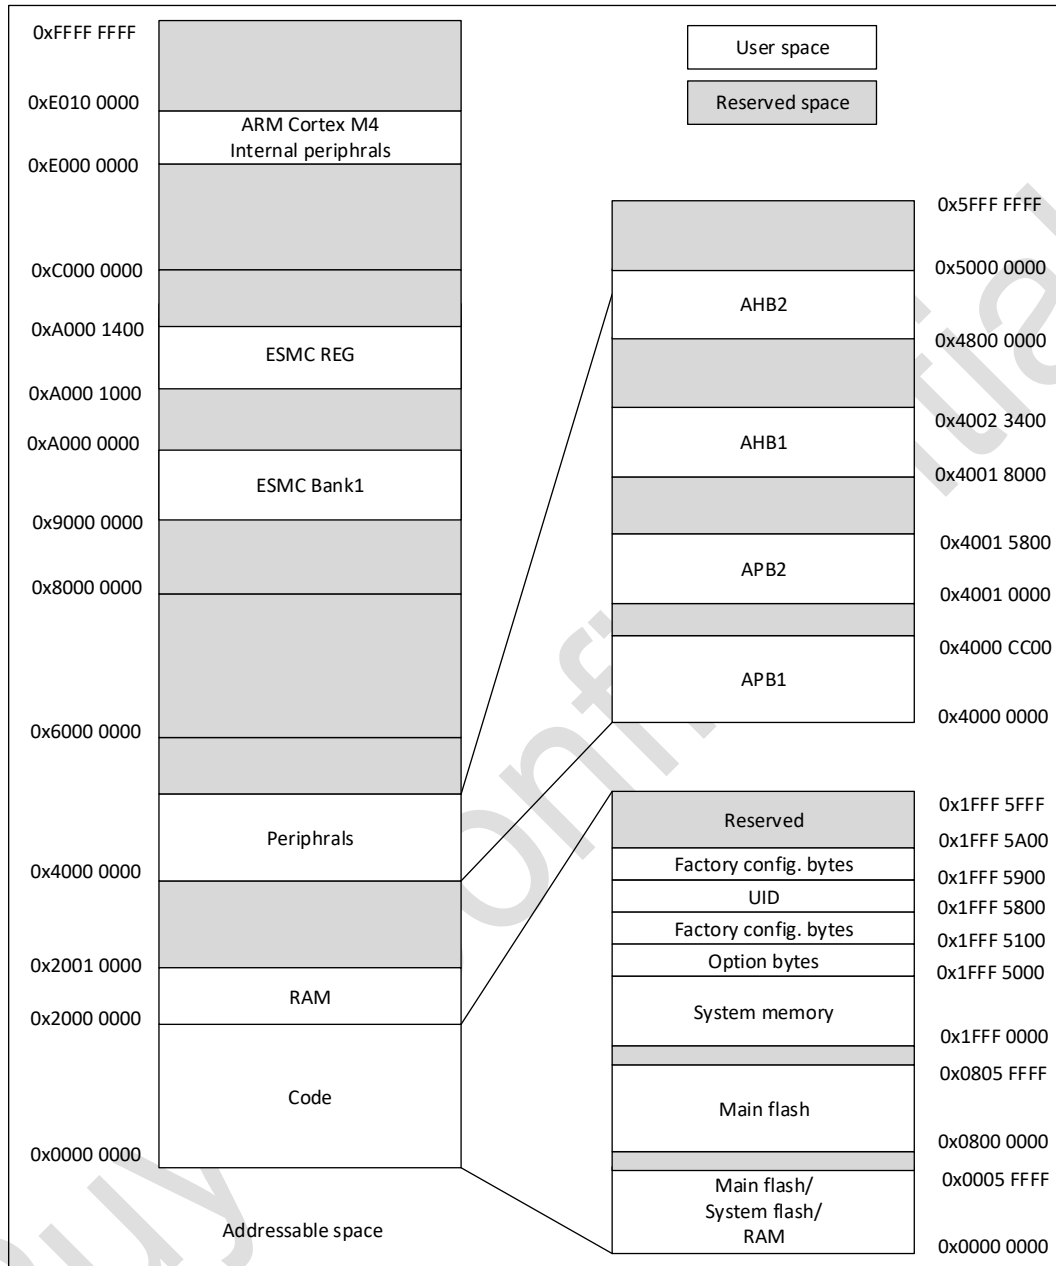 0xFFFF FFFF
0xE010 0000
ARM Cortex M4
Internal periphrals
0xE000 0000
0xC000 0000
0xA000 1400
ESMC REG
0xA000 1000
0xA000 0000
ESMC Bank1
0x9000 0000
0x8000 0000
0x6000 0000
Periphrals
0x4000 0000
0x2001 0000
RAM
0x2000 0000
Code
0x0000 0000
Addressable space
User space
Reserved space
0x5FFF FFFF
0x5000 0000
AHB2
0x4800 0000
0x4002 3400
AHB1
0x4001 8000
0x4001 5800
APB2
0x4001 0000
0x4000 CC00
APB1
0x4000 0000
Reserved
0x1FFF 5FFF
0x1FFF 5A00
Factory config. bytes
0x1FFF 5900
UID
0x1FFF 5800
Factory config. bytes
0x1FFF 5100
Option bytes
0x1FFF 5000
System memory
0x1FFF 0000
0x0805 FFFF
Main flash
0x0800 0000
0x0005 FFFF
Main flash/
System flash/
RAM
0x0000 0000